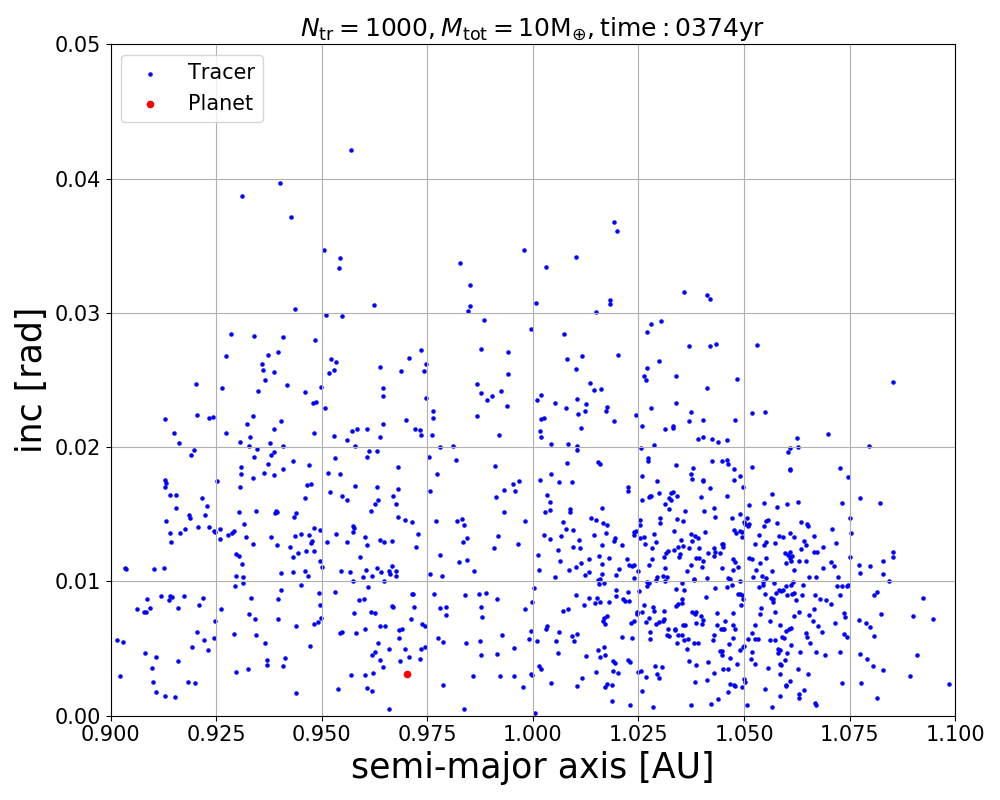 N_tr = 1000, M_tot = 10M_⊕, time : 0374yr
Tracer
Planet
inc [rad]
0.05
0.04
0.03
0.02
0.01
0.00
0.900 0.925 0.950 0.975 1.000 1.025 1.050 1.075 1.100
semi-major axis [AU]